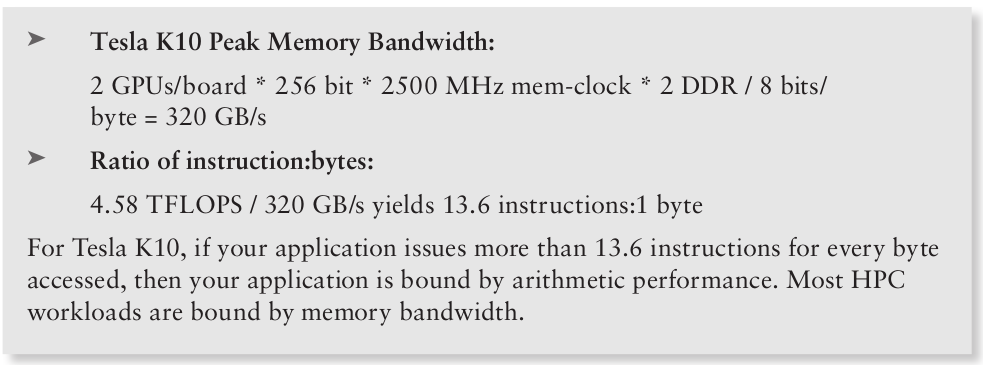 ➤ Tesla K10 Peak Memory Bandwidth:
2 GPUs/board * 256 bit * 2500 MHz mem-clock * 2 DDR / 8 bits/
byte = 320 GB/s
➤ Ratio of instruction:bytes:
4.58 TFLOPS / 320 GB/s yields 13.6 instructions:1 byte
For Tesla K10, if your application issues more than 13.6 instructions for every byte
accessed, then your application is bound by arithmetic performance. Most HPC
workloads are bound by memory bandwidth.